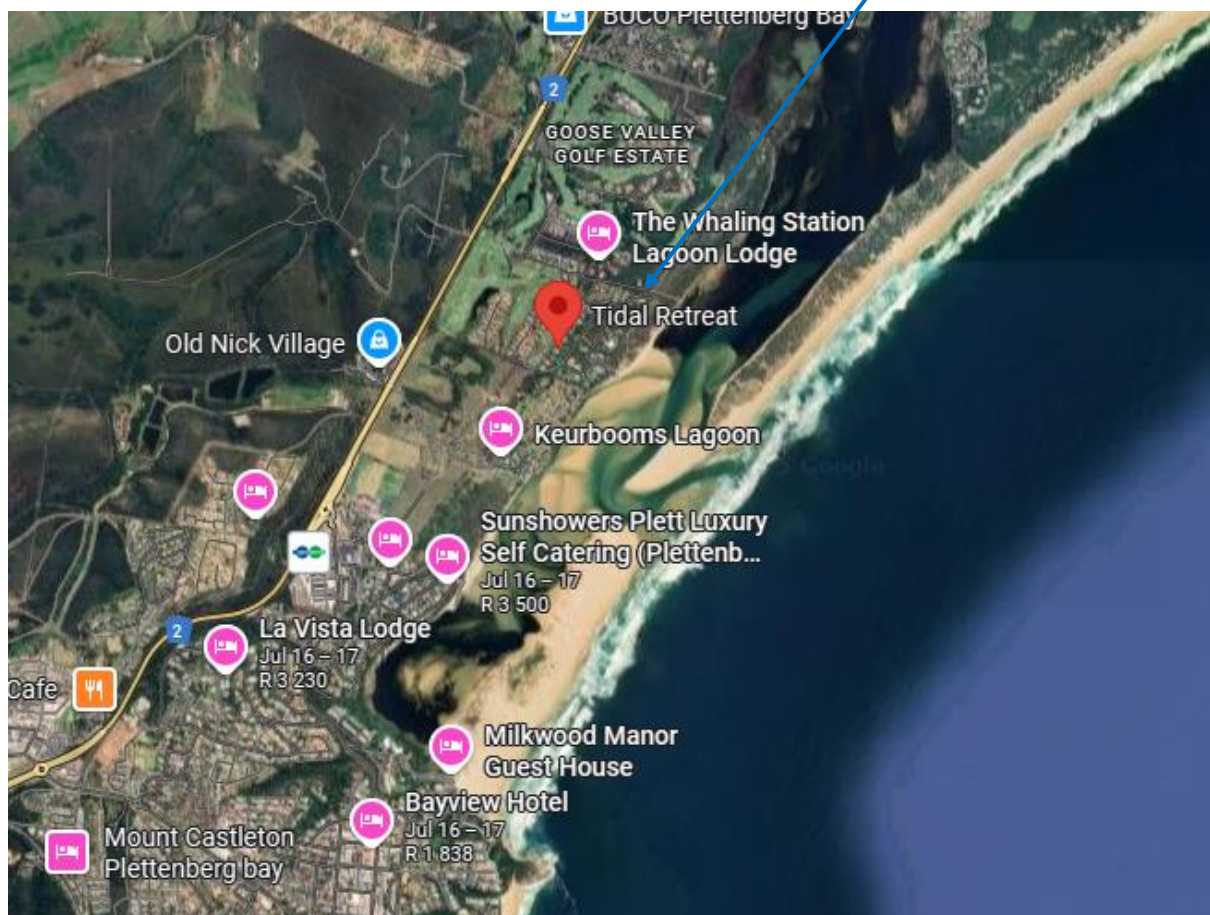 BUCO Plettenberg Bay
2
GOOSE VALLEY
GOLF ESTATE
The Whaling Station
Lagoon Lodge
Tidal Retreat
Old Nick Village
Keurbooms Lagoon
Google
Sunshowers Plett Luxury
Self Catering (Plettenb...
Jul 16 – 17
R 3 500
2
La Vista Lodge
Jul 16 – 17
R 3 230
Cafe
Milkwood Manor
Guest House
Bayview Hotel
Jul 16 – 17
R 1 838
Mount Castleton
Plettenberg bay